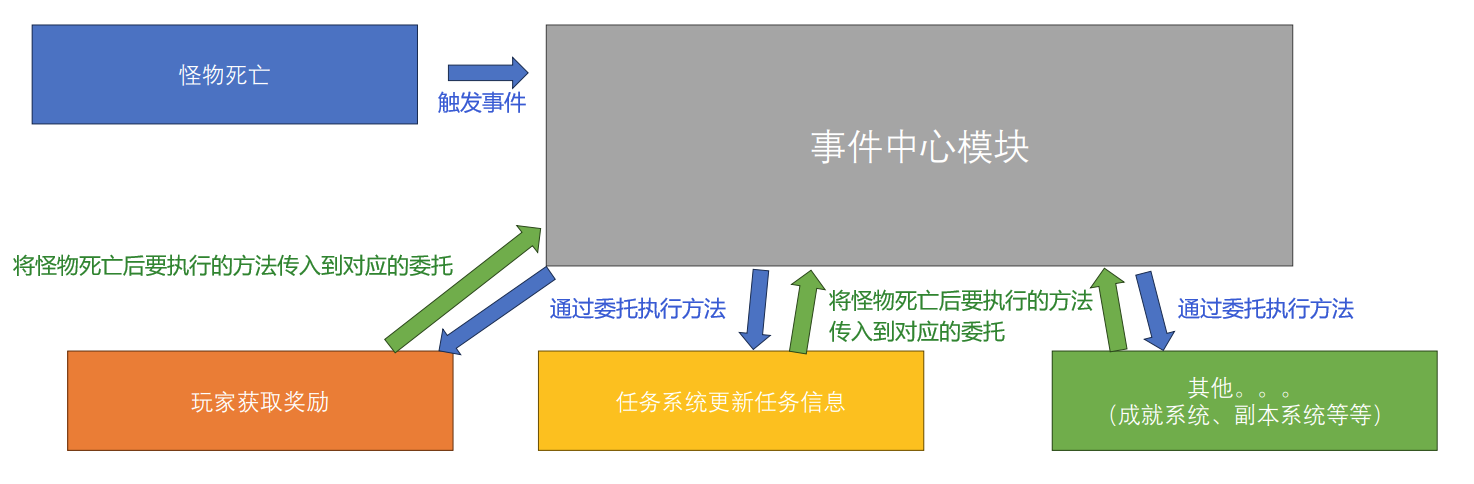 怪物死亡
触发事件
事件中心模块
将怪物死亡后要执行的方法传入到对应的委托
通过委托执行方法
将怪物死亡后要执行的方法
传入到对应的委托
通过委托执行方法
玩家获取奖励
任务系统更新任务信息
其他。。。
（成就系统、副本系统等等）